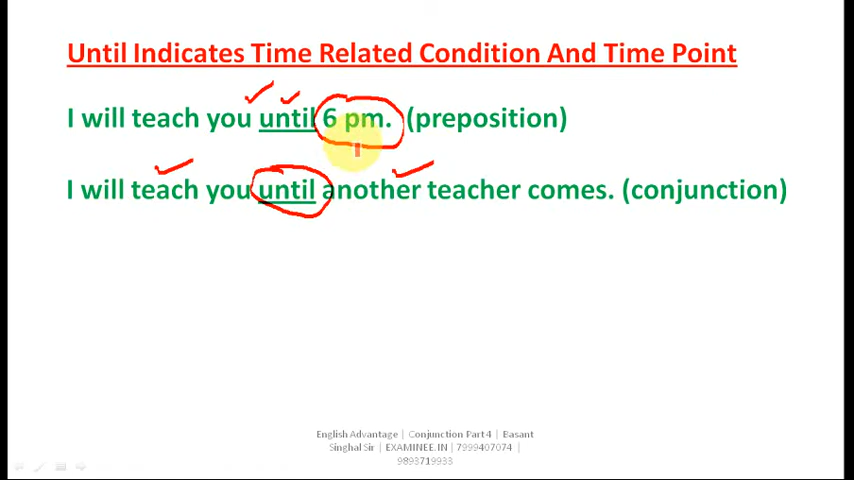 Until Indicates Time Related Condition And Time Point
I will teach you until 6 pm. (preposition)
I will teach you until another teacher comes. (conjunction)
English Advantage | Conjunction Part 4 | Basant
Singhal Sir | EXAMINEE.IN | 7999407074 |
9893719933